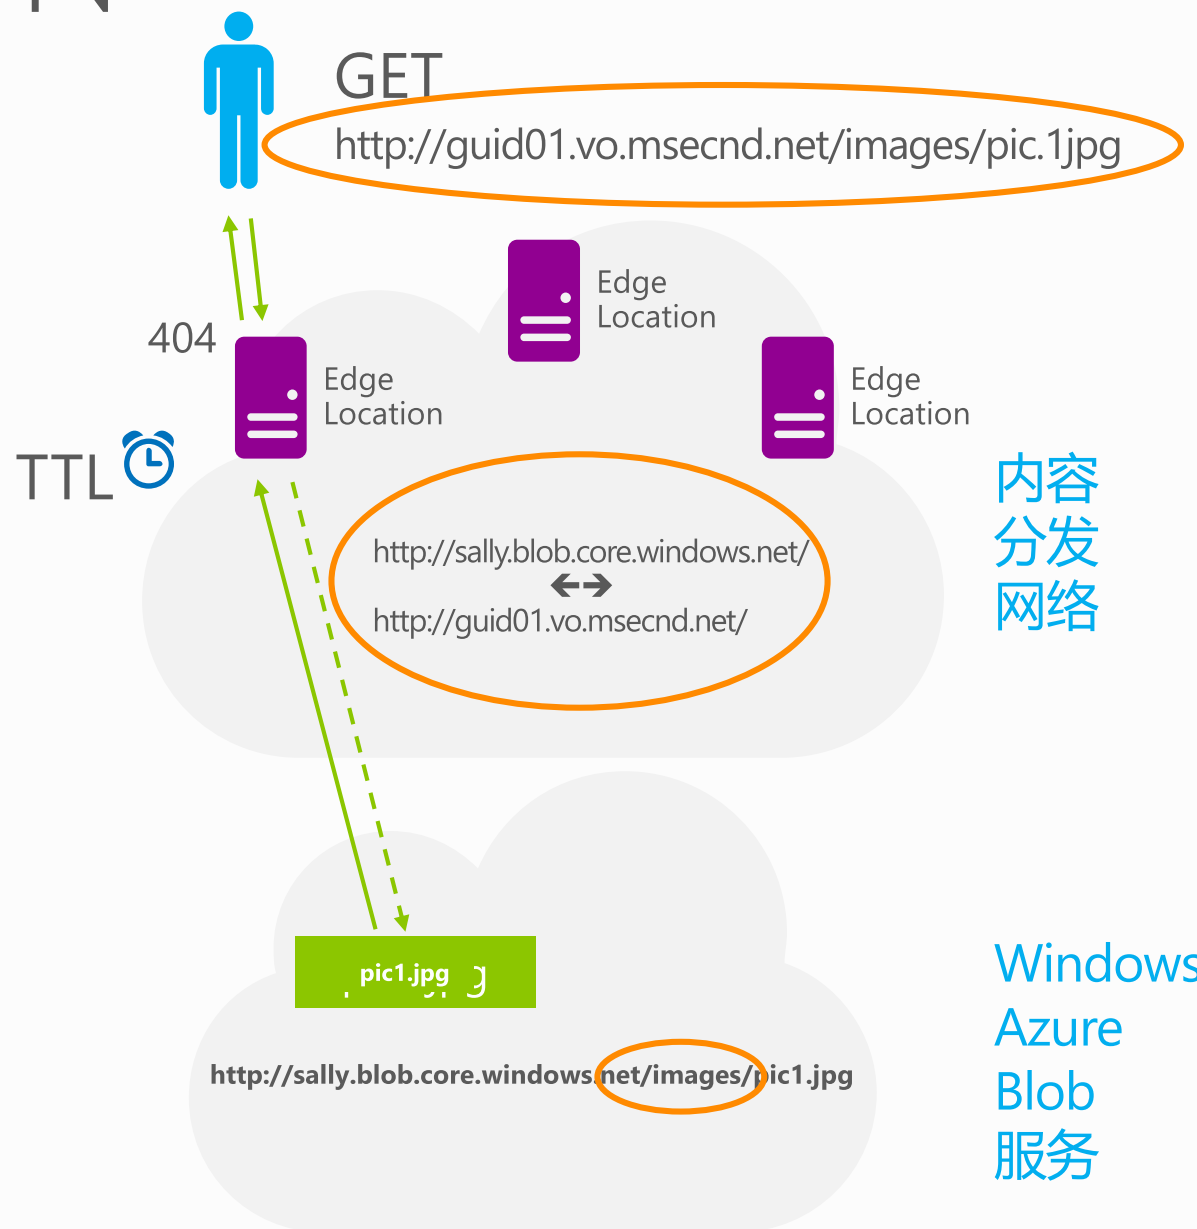 GET
http://guid01.vo.msecnd.net/images/pic.1jpg
Edge
Location
404
Edge
Location
Edge
Location
TTL
内容
分发
网络
http://sally.blob.core.windows.net/
http://guid01.vo.msecnd.net/
pic1.jpg
http://sally.blob.core.windows.net/images/pic1.jpg
Windows
Azure
Blob
服务